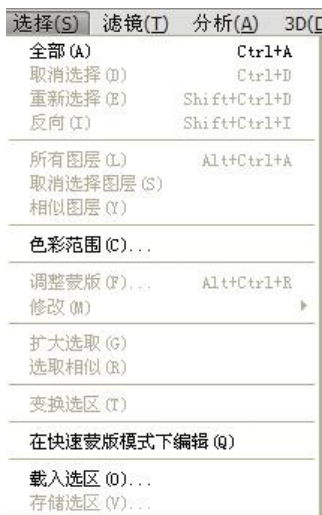 选择(S) 滤镜(T) 分析(A) 3D(D
全部(A) Ctrl+A
取消选择(D) Ctrl+D
重新选择(E) Shift+Ctrl+D
反向(I) Shift+Ctrl+I
所有图层(L) Alt+Ctrl+A
取消选择图层(S)
相似图层(Y)
色彩范围(C)...
调整蒙版(F)... Alt+Ctrl+R
修改(M)
扩大选取(G)
选取相似(R)
变换选区(T)
在快速蒙版模式下编辑(Q)
载入选区(O)...
存储选区(V)...